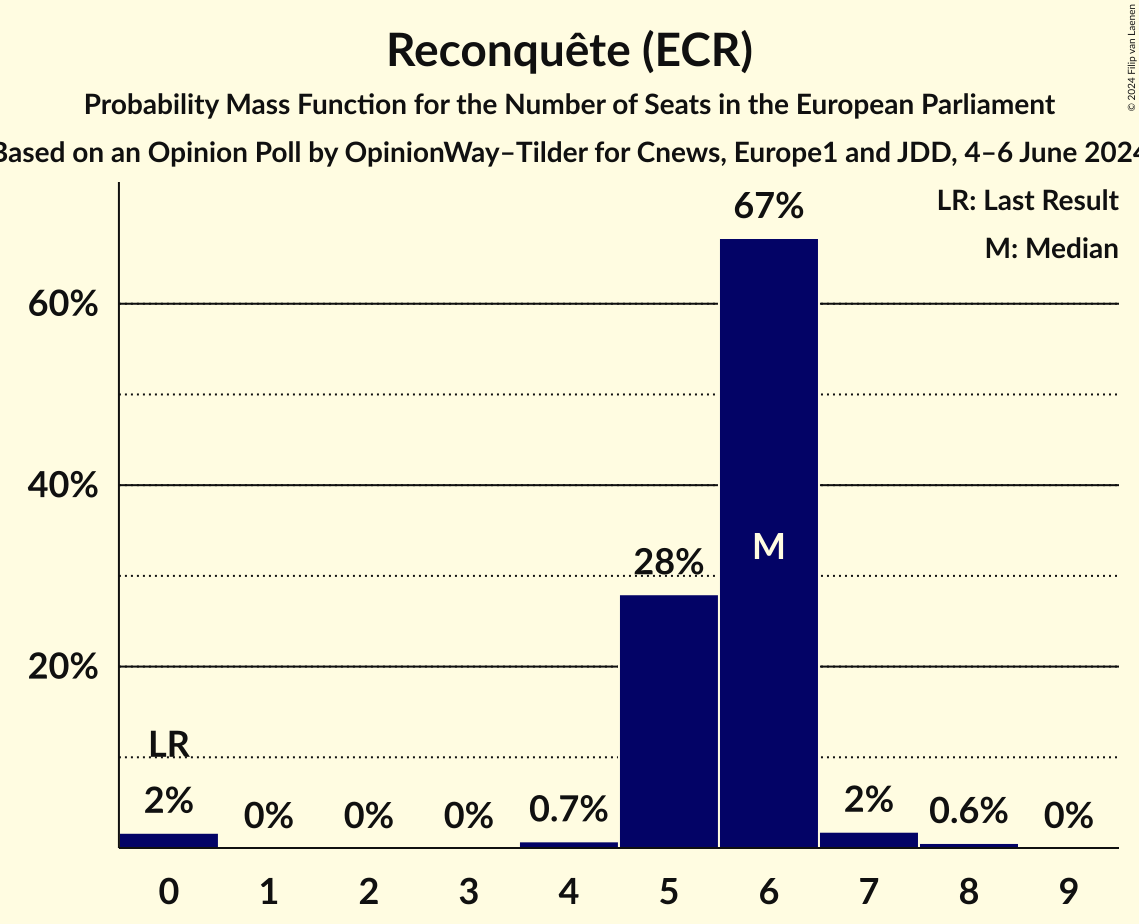 Reconquête (ECR)
Probability Mass Function for the Number of Seats in the European Parliament
Based on an Opinion Poll by OpinionWay–Tilder for Cnews, Europe1 and JDD, 4–6 June 2024
© 2024 Filip van Laenen
LR: Last Result
M: Median
67%
60%
40%
M
28%
20%
LR
2%
0%
0%
0%
0.7%
2%
0.6%
0%
0 1 2 3 4 5 6 7 8 9